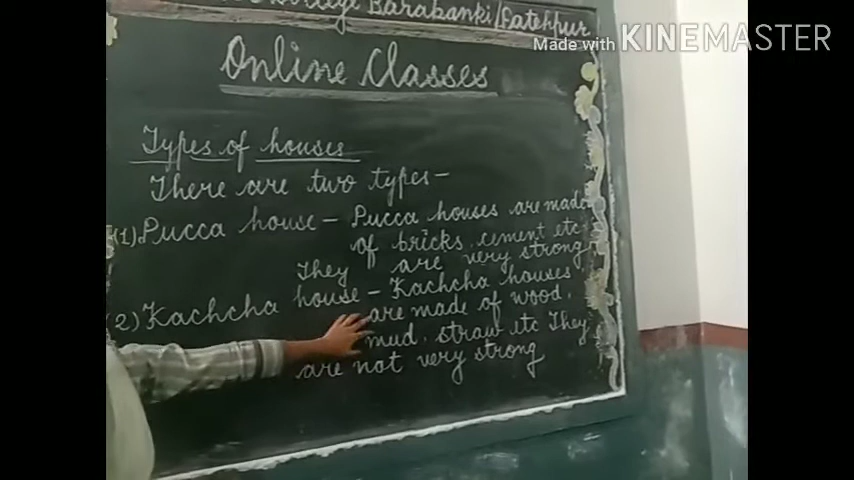 College Barabanki/Fatehpur
Made with KINEMASTER
Online Classes
Types of houses
There are two types-
(1) Pucca house - Pucca houses are made
of bricks, cement etc
They are very strong.
(2) Kachcha house - Kachcha houses
are made of wood,
mud, straw etc They
are not very strong